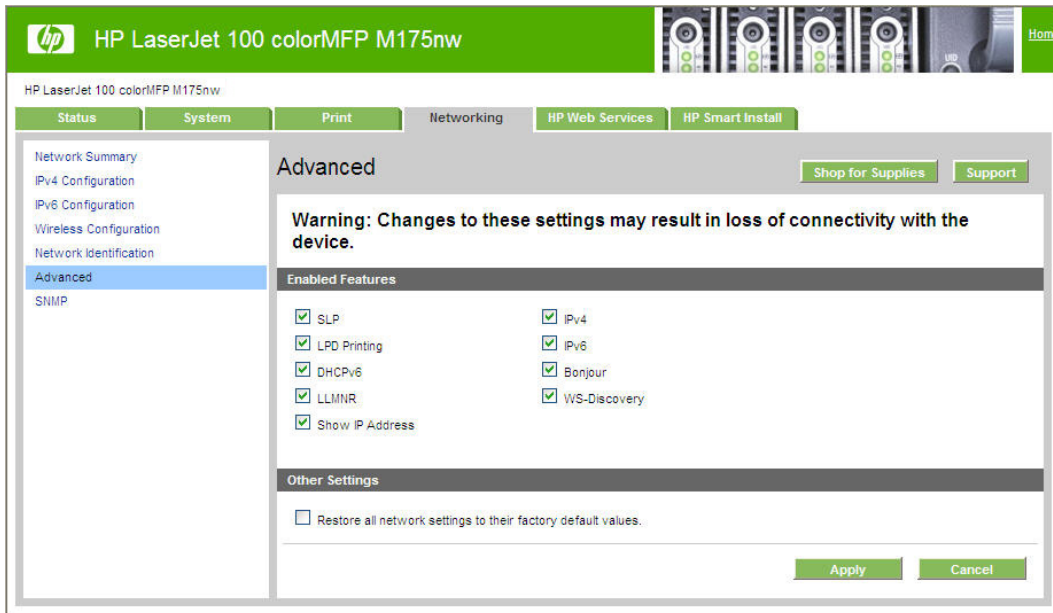 hp HP LaserJet 100 colorMFP M175nw
UID
Hom
HP LaserJet 100 colorMFP M175nw
Status System Print Networking HP Web Services HP Smart Install
Network Summary
IPv4 Configuration
IPv6 Configuration
Wireless Configuration
Network Identification
Advanced
SNMP
Advanced
Shop for Supplies Support
Warning: Changes to these settings may result in loss of connectivity with the
device.
Enabled Features
SLP IPv4
LPD Printing IPv6
DHCPv6 Bonjour
LLMNR WS-Discovery
Show IP Address
Other Settings
Restore all network settings to their factory default values.
Apply Cancel